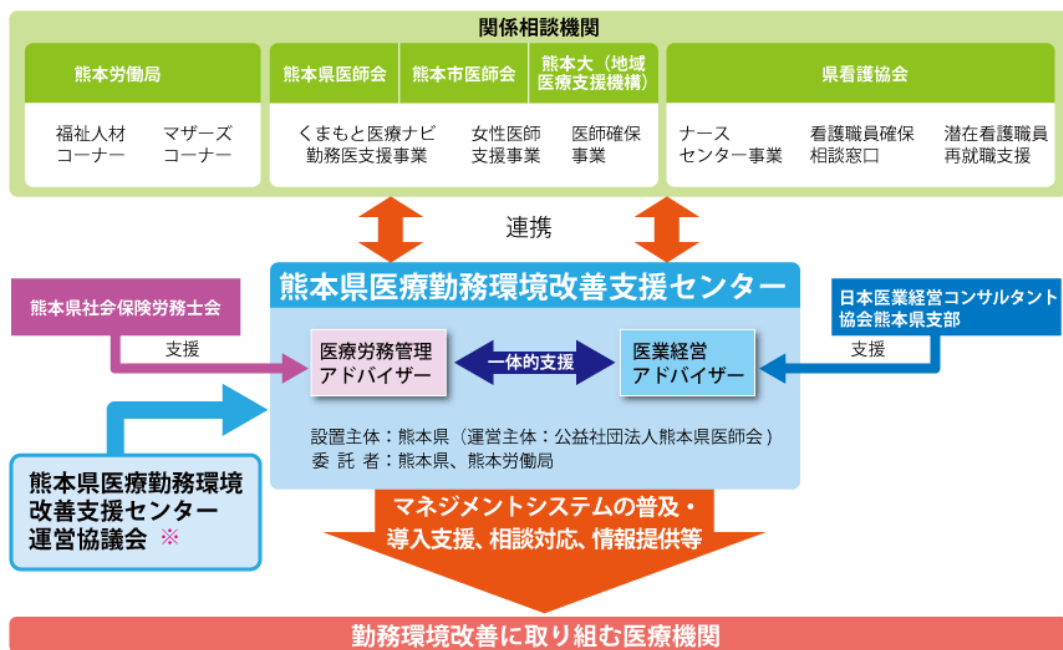 関係相談機関
熊本労働局
熊本県医師会
熊本市医師会
熊本大（地域
医療支援機構）
県看護協会
福祉人材
コーナー
マザーズ
コーナー
くまもと医療ナビ
勤務医支援事業
女性医師
支援事業
医師確保
事業
ナース
センター事業
看護職員確保
相談窓口
潜在看護職員
再就職支援
連携
熊本県医療勤務環境改善支援センター
熊本県社会保険労務士会
支援
医療労務管理
アドバイザー
一体的支援
医業経営
アドバイザー
日本医業経営コンサルタント
協会熊本県支部
支援
設置主体：熊本県（運営主体：公益社団法人熊本県医師会）
委 託 者：熊本県、熊本労働局
熊本県医療勤務環境
改善支援センター
運営協議会 ※
マネジメントシステムの普及・
導入支援、相談対応、情報提供等
勤務環境改善に取り組む医療機関